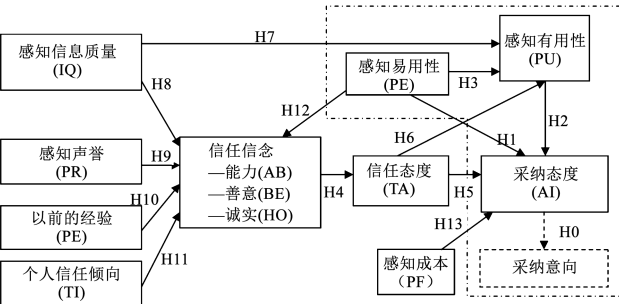 感知信息质量
(IQ)
H7
感知有用性
(PU)
感知易用性
(PE)
H3
H8
H12
H6
H1
H2
感知声誉
(PR)
H9
信任信念
—能力(AB)
—善意(BE)
—诚实(HO)
H4
信任态度
(TA)
H5
采纳态度
(AI)
以前的经验
(PE)
H10
H13
H0
个人信任倾向
(TI)
H11
感知成本
（PF）
采纳意向